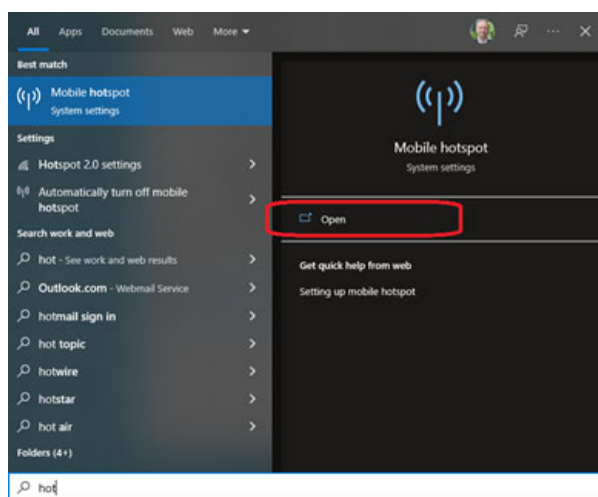 All Apps Documents Web More
Best match
Mobile hotspot
System settings
Settings
Hotspot 2.0 settings
Automatically turn off mobile
hotspot
Search work and web
hot - See work and web results
Outlook.com - Webmail Service
hotmail sign in
hot topic
hotwire
hotstar
hot air
Folders (4+)
hot
Mobile hotspot
System settings
Open
Get quick help from web
Setting up mobile hotspot